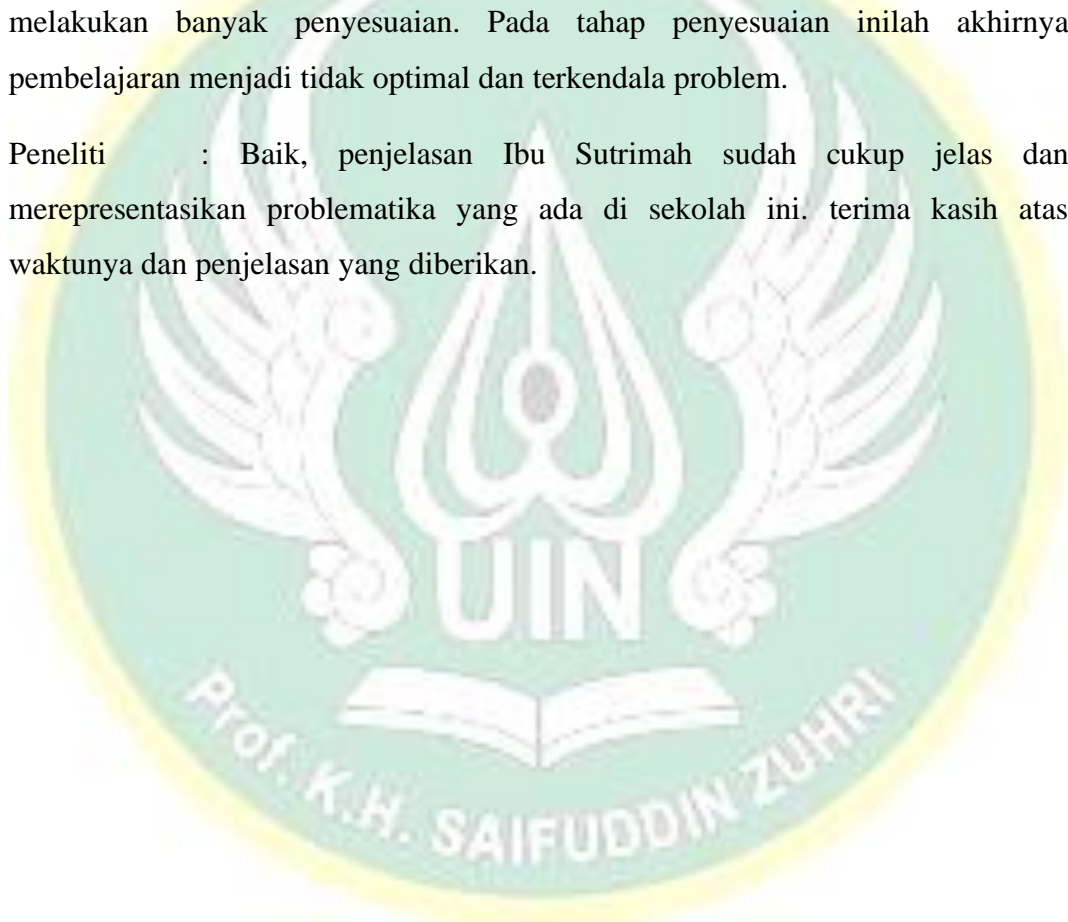 melakukan banyak penyesuaian. Pada tahap penyesuaian inilah akhirnya
pembelajaran menjadi tidak optimal dan terkendala problem.
Peneliti : Baik, penjelasan Ibu Sutrimah sudah cukup jelas dan
merepresentasikan problematika yang ada di sekolah ini. terima kasih atas
waktunya dan penjelasan yang diberikan.
UIN
Prof. K.H. SAIFUDDIN ZUHRI